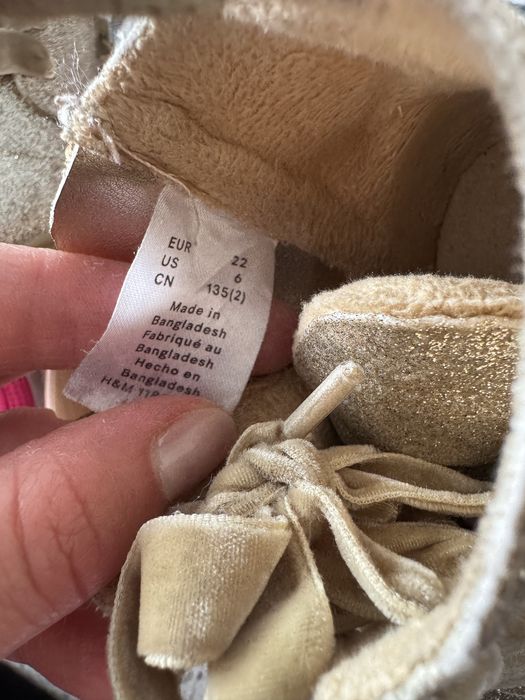 EUR 22
US 6
CN 135(2)
Made in
Bangladesh
Fabriqué au
Bangladesh
Hecho en
Bangladesh
H&M